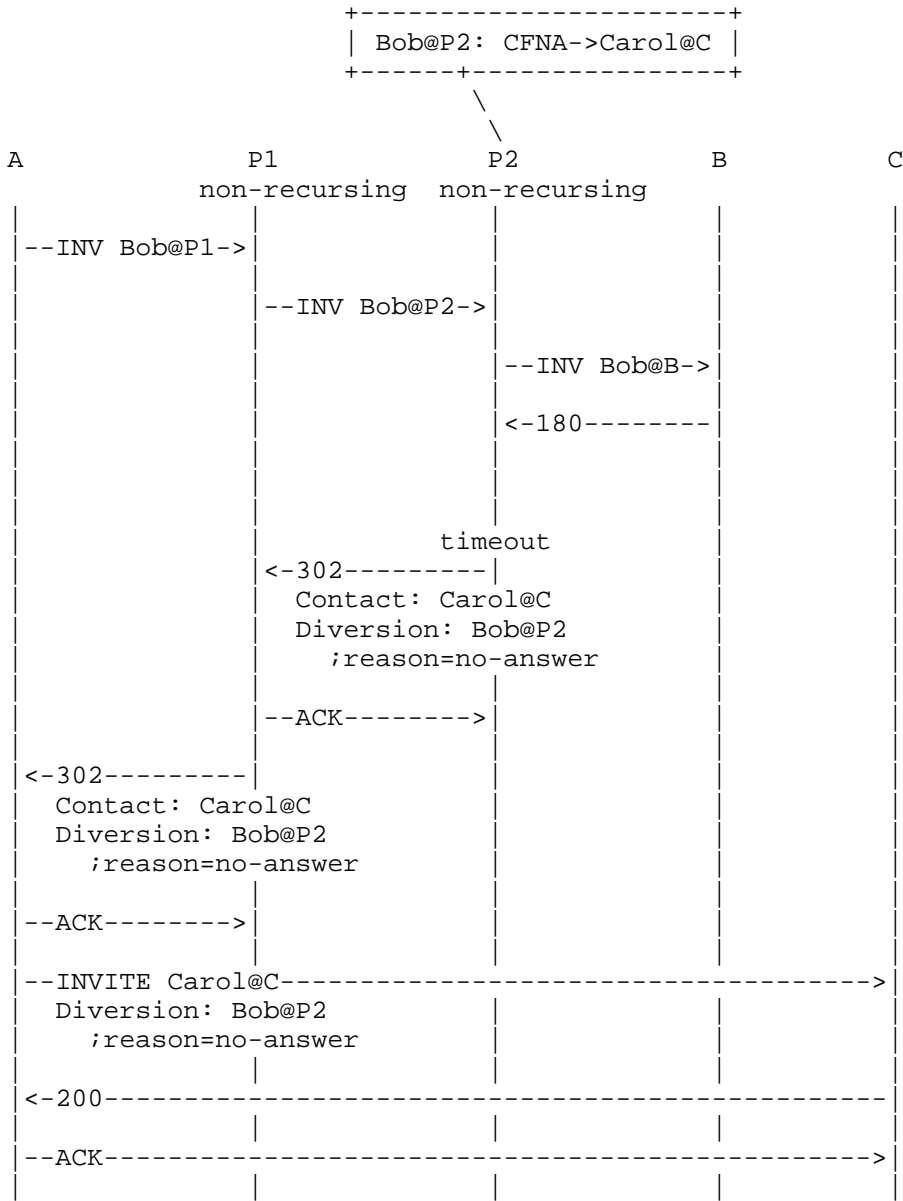 Bob@P2: CFNA->Carol@C
A P1 P2 B C
non-recursing non-recursing
--INV Bob@P1->
--INV Bob@P2->
--INV Bob@B->
<-180--------
timeout
<-302---------
Contact: Carol@C
Diversion: Bob@P2
;reason=no-answer
--ACK-------->
<-302---------
Contact: Carol@C
Diversion: Bob@P2
;reason=no-answer
--ACK-------->
--INVITE Carol@C------------------------------------->
Diversion: Bob@P2
;reason=no-answer
<-200-------------------------------------------------
--ACK------------------------------------------------>